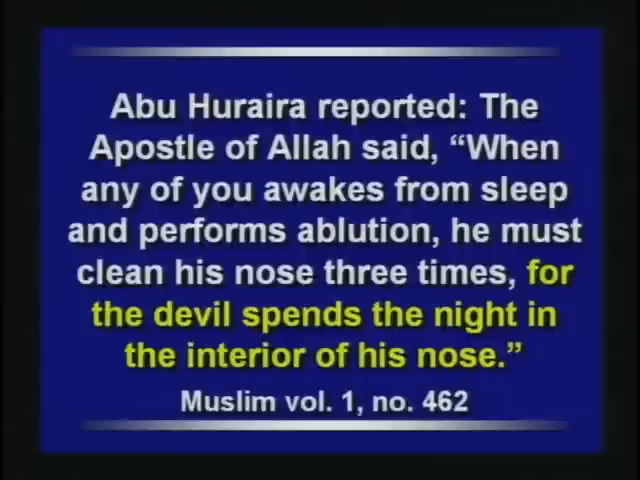 Abu Huraira reported: The
Apostle of Allah said, “When
any of you awakes from sleep
and performs ablution, he must
clean his nose three times, for
the devil spends the night in
the interior of his nose.”
Muslim vol. 1, no. 462